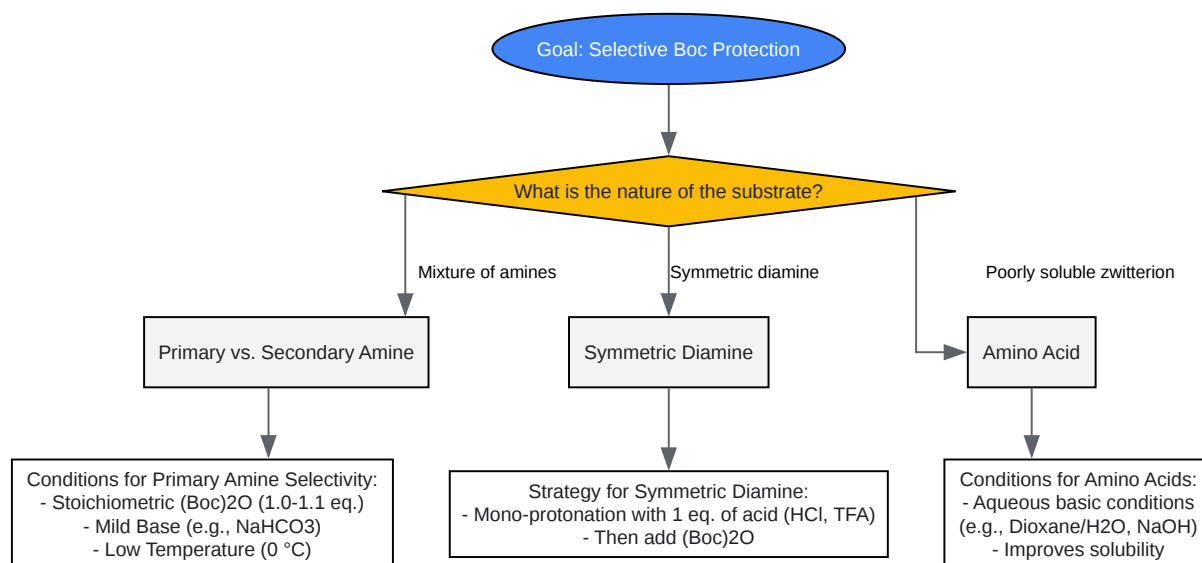 Goal: Selective Boc Protection
What is the nature of the substrate?
Mixture of amines
Symmetric diamine
Poorly soluble zwitterion
Primary vs. Secondary Amine
Symmetric Diamine
Amino Acid
Conditions for Primary Amine Selectivity:
- Stoichiometric (Boc)2O (1.0-1.1 eq.)
- Mild Base (e.g., NaHCO3)
- Low Temperature (0 °C)
Strategy for Symmetric Diamine:
- Mono-protonation with 1 eq. of acid (HCl, TFA)
- Then add (Boc)2O
Conditions for Amino Acids:
- Aqueous basic conditions
(e.g., Dioxane/H2O, NaOH)
- Improves solubility